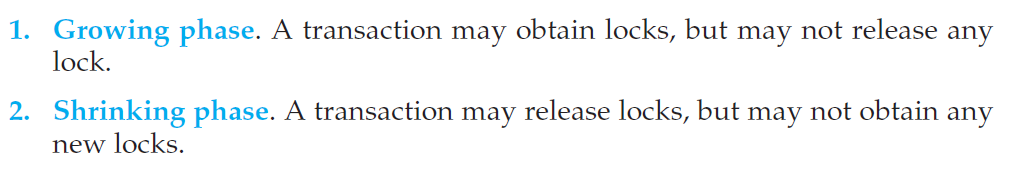 1. Growing phase. A transaction may obtain locks, but may not release any
lock.
2. Shrinking phase. A transaction may release locks, but may not obtain any
new locks.